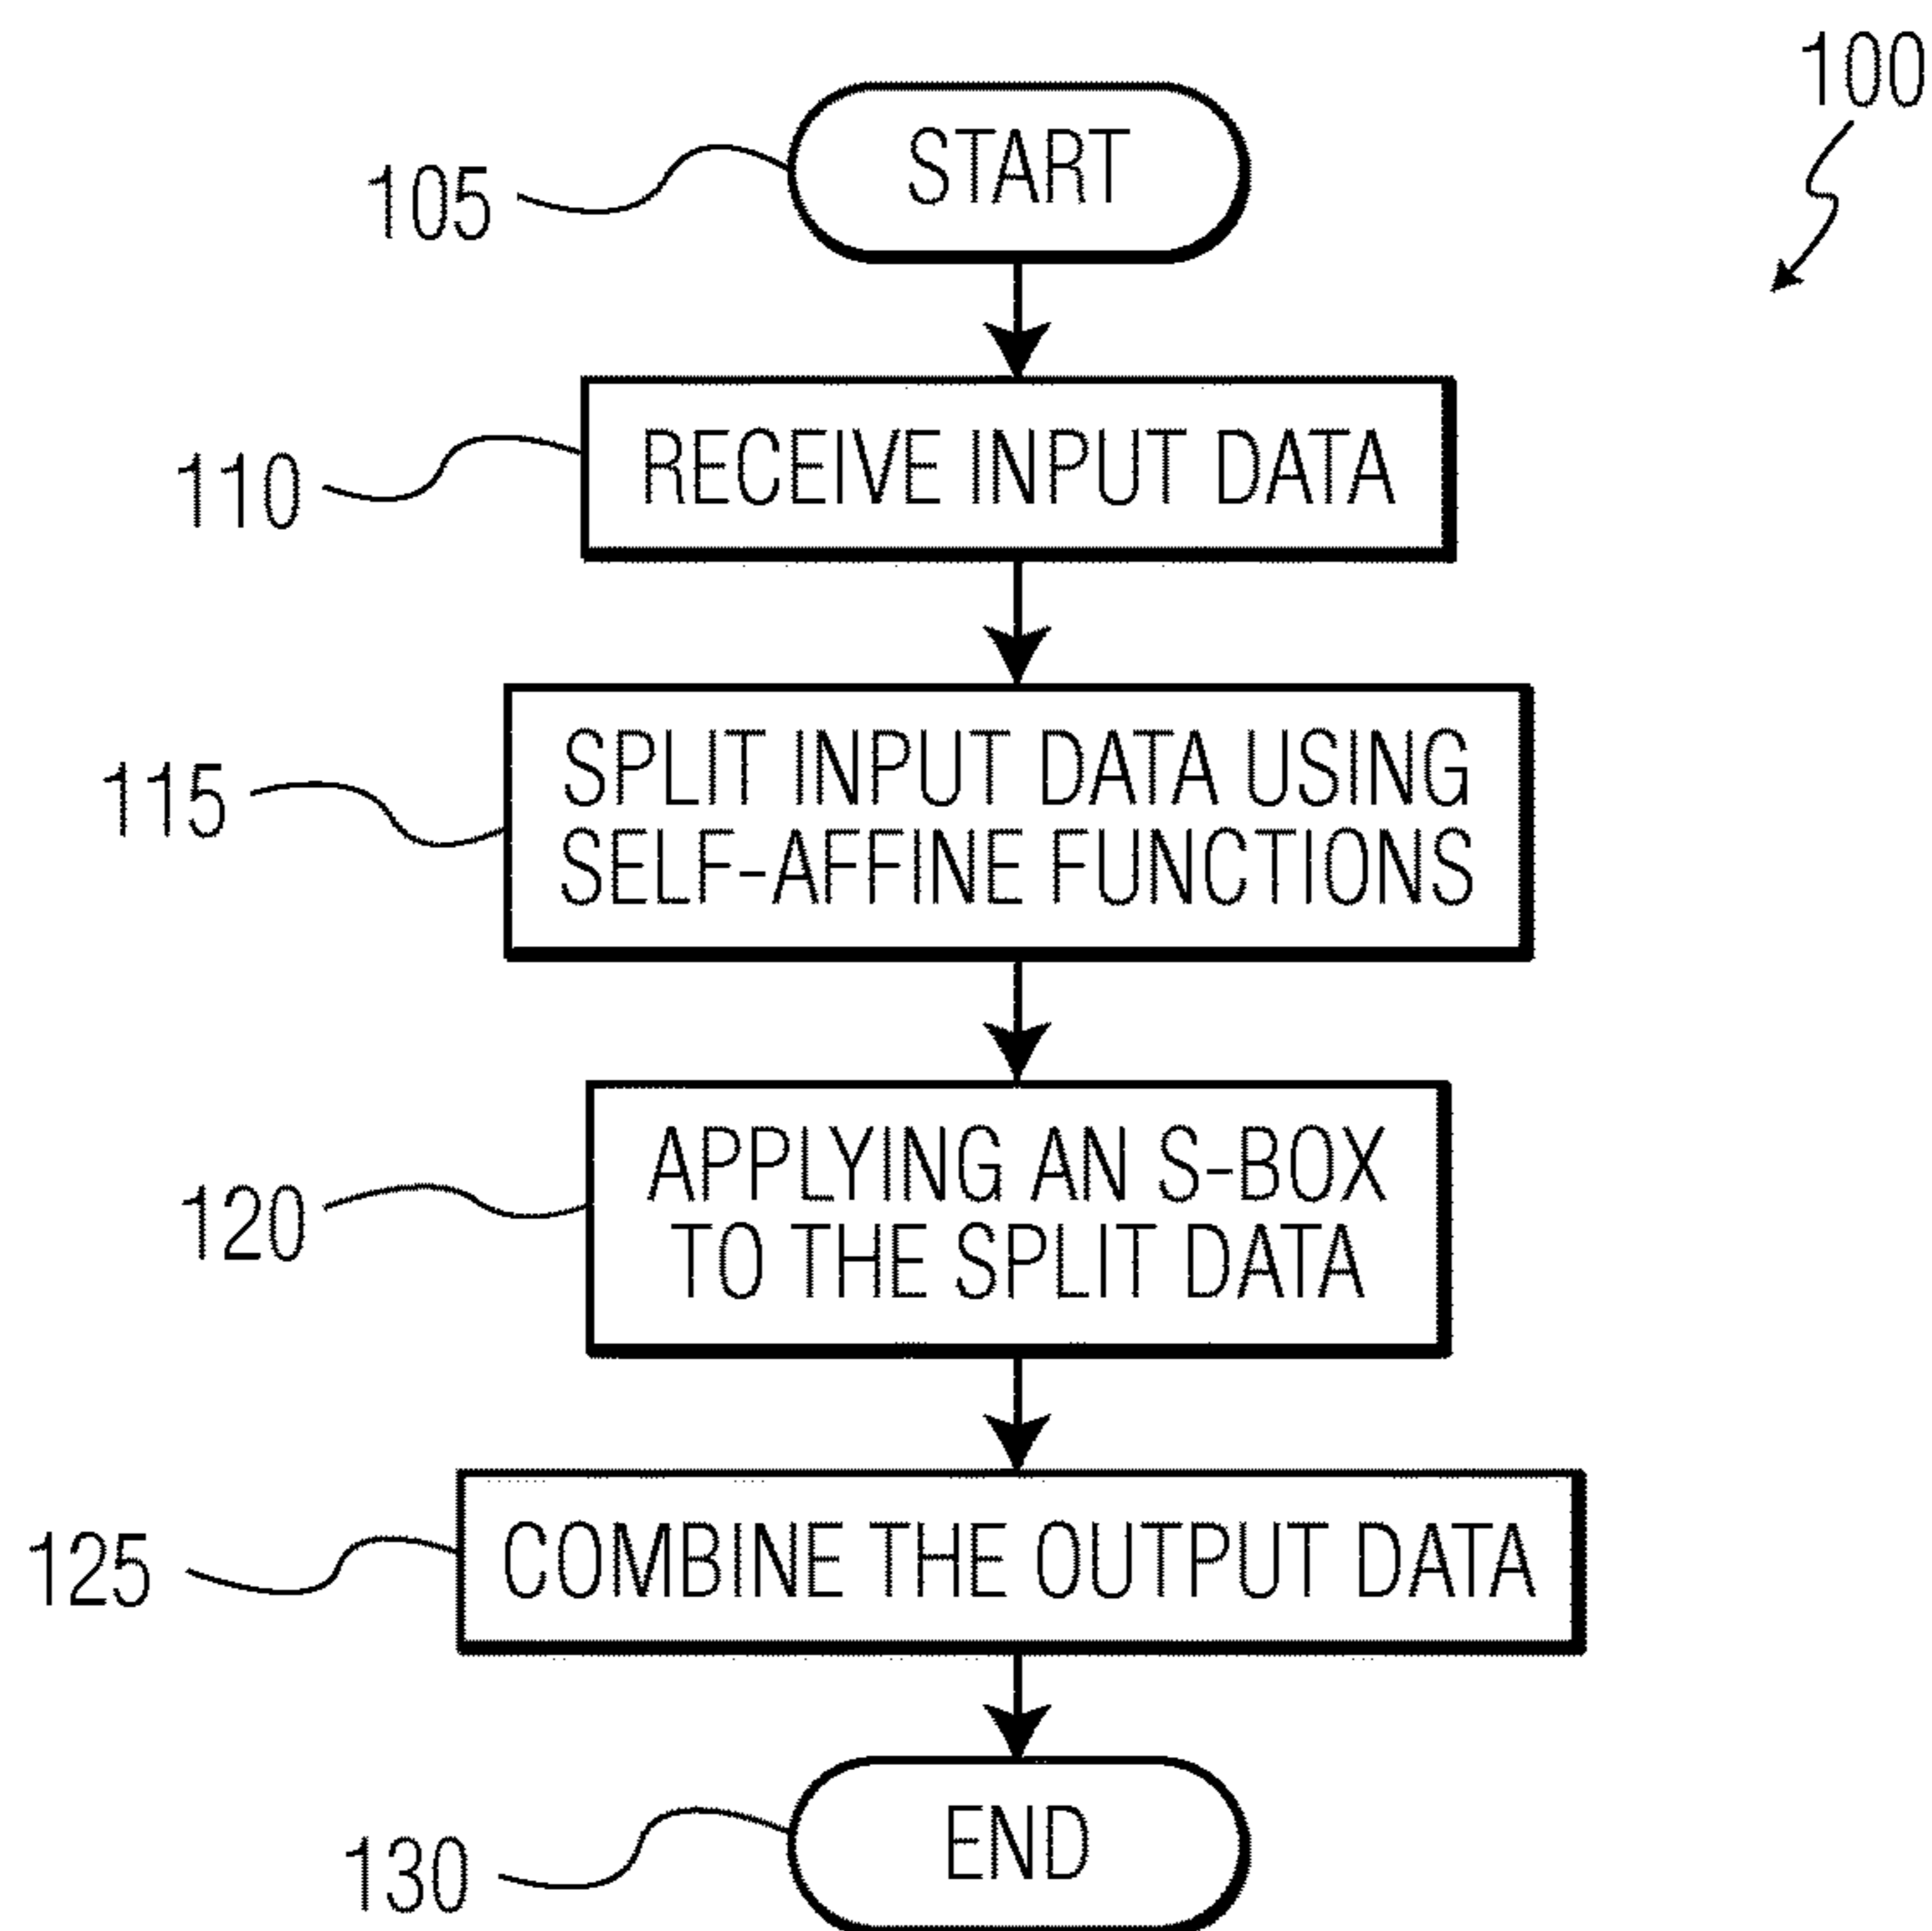 100
105
START
110
RECEIVE INPUT DATA
115
SPLIT INPUT DATA USING
SELF-AFFINE FUNCTIONS
120
APPLYING AN S-BOX
TO THE SPLIT DATA
125
COMBINE THE OUTPUT DATA
130
END